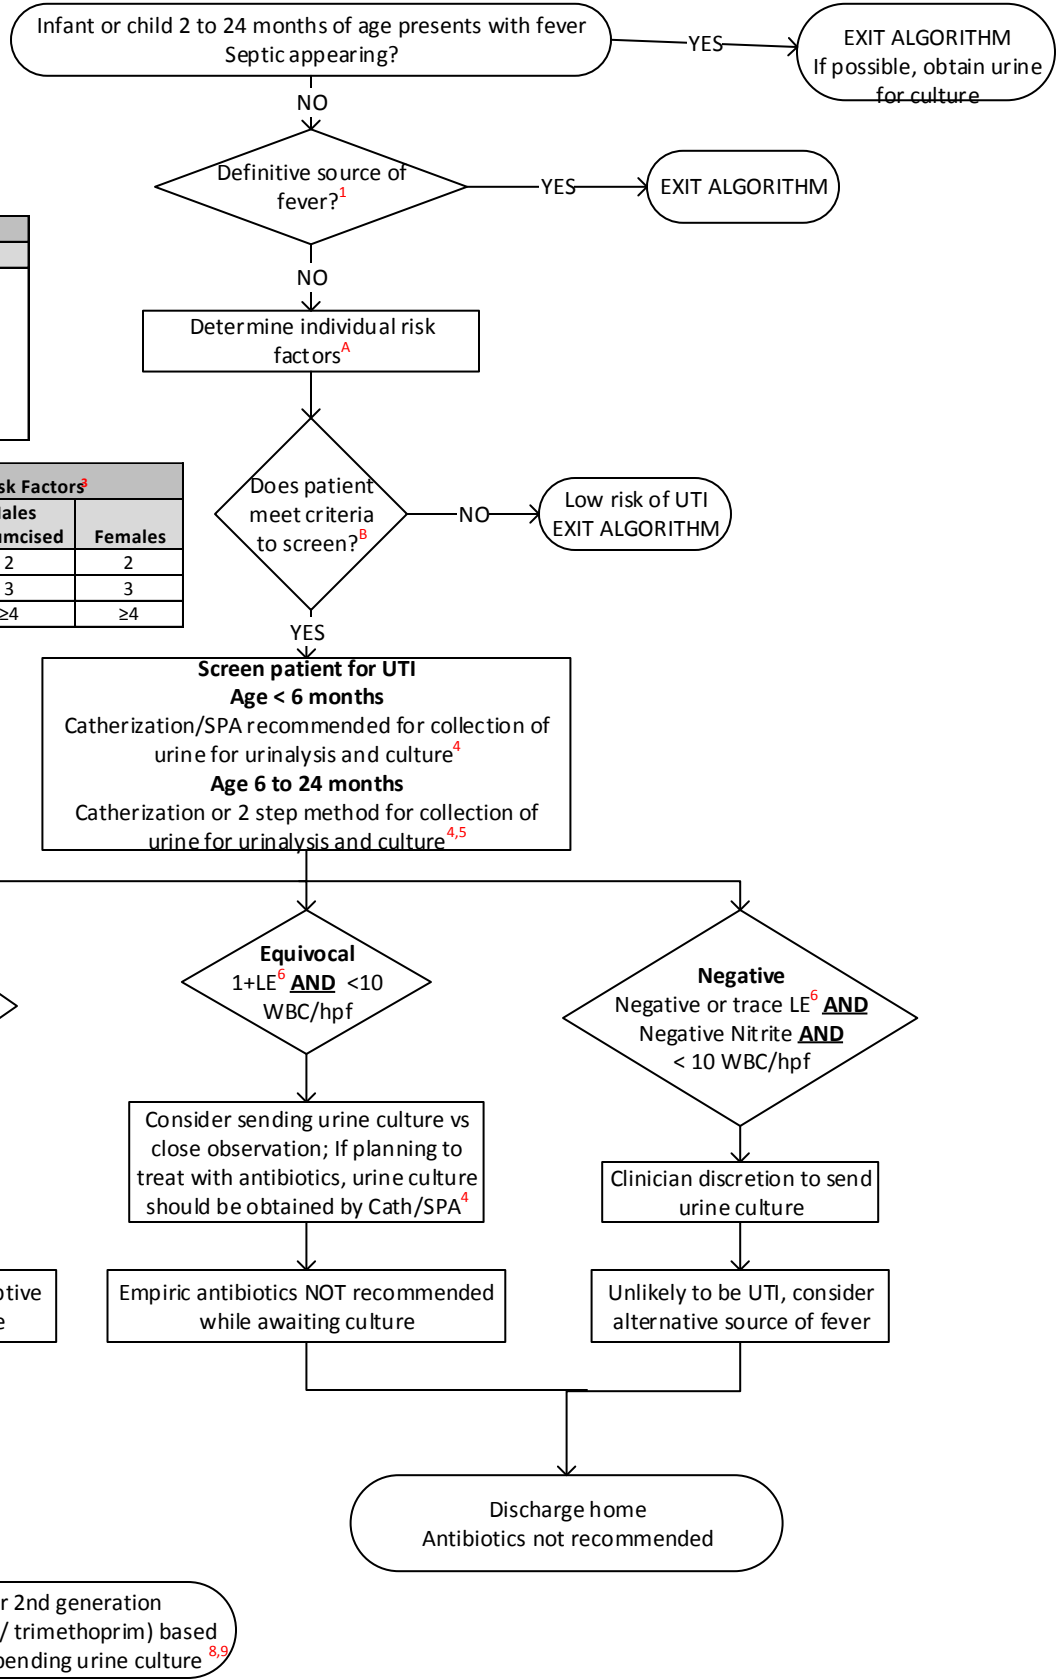 Infant or child 2 to 24 months of age presents with fever
Septic appearing?
YES
EXIT ALGORITHM
If possible, obtain urine
for culture
NO
Definitive source of
fever?1
YES
EXIT ALGORITHM
NO
Determine individual risk
factorsA
sk Factors3
umcised
Females
2
2
3
3
≥4
≥4
Does patient
meet criteria
to screen?B
NO
Low risk of UTI
EXIT ALGORITHM
YES
Screen patient for UTI
Age < 6 months
Catherization/SPA recommended for collection of
urine for urinalysis and culture4
Age 6 to 24 months
Catherization or 2 step method for collection of
urine for urinalysis and culture4,5
Equivocal
1+LE6 AND <10
WBC/hpf
Negative
Negative or trace LE6 AND
Negative Nitrite AND
< 10 WBC/hpf
Consider sending urine culture vs
close observation; If planning to
treat with antibiotics, urine culture
should be obtained by Cath/SPA4
Clinician discretion to send
urine culture
ptive
e
Empiric antibiotics NOT recommended
while awaiting culture
Unlikely to be UTI, consider
alternative source of fever
Discharge home
Antibiotics not recommended
r 2nd generation
/ trimethoprim) based
pending urine culture 8,9